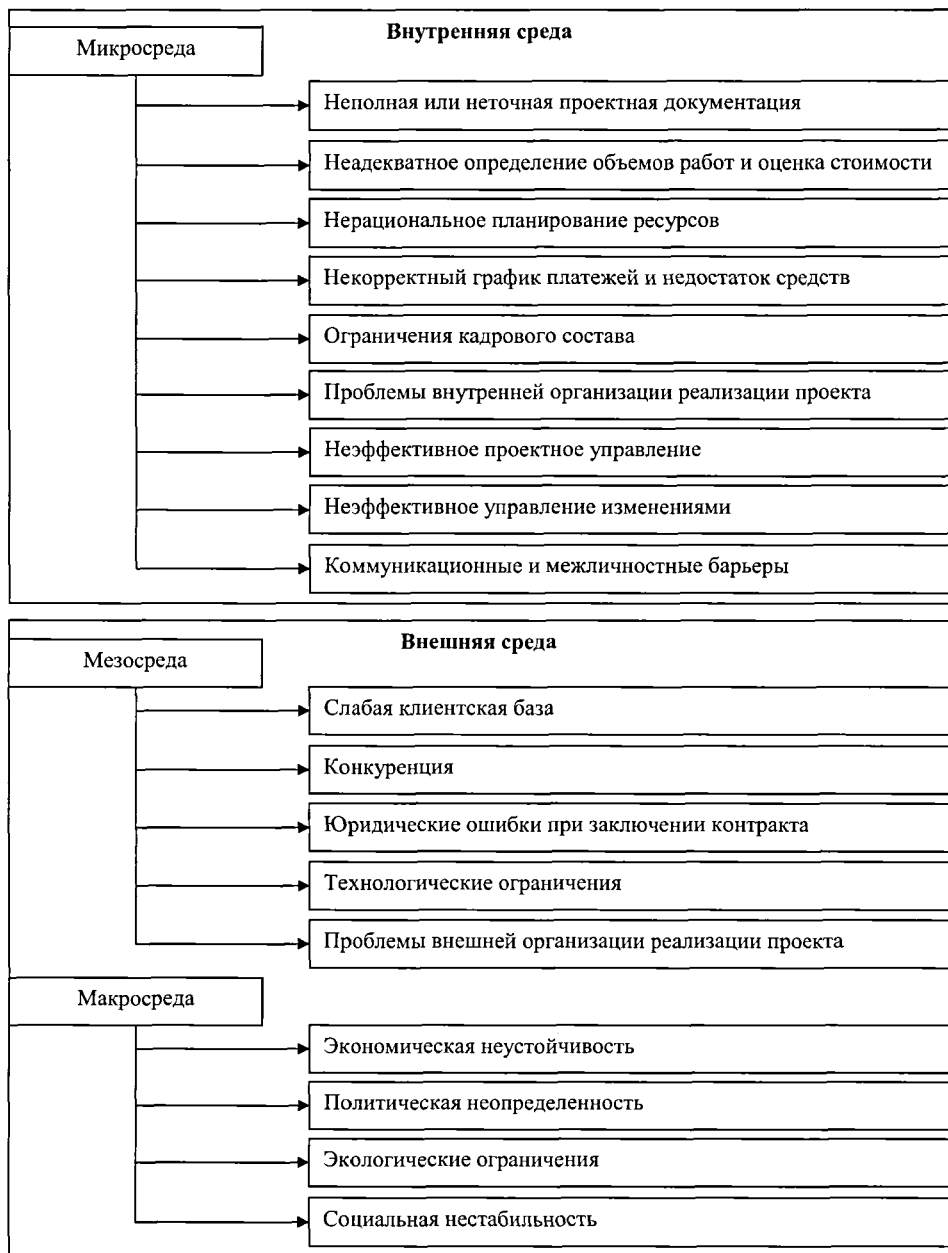 Внутренняя среда
Микросреда
Неполная или неточная проектная документация
Неадекватное определение объемов работ и оценка стоимости
Нерациональное планирование ресурсов
Некорректный график платежей и недостаток средств
Ограничения кадрового состава
Проблемы внутренней организации реализации проекта
Неэффективное проектное управление
Неэффективное управление изменениями
Коммуникационные и межличностные барьеры
Внешняя среда
Мезосреда
Слабая клиентская база
Конкуренция
Юридические ошибки при заключении контракта
Технологические ограничения
Проблемы внешней организации реализации проекта
Макросреда
Экономическая неустойчивость
Политическая неопределенность
Экологические ограничения
Социальная нестабильность